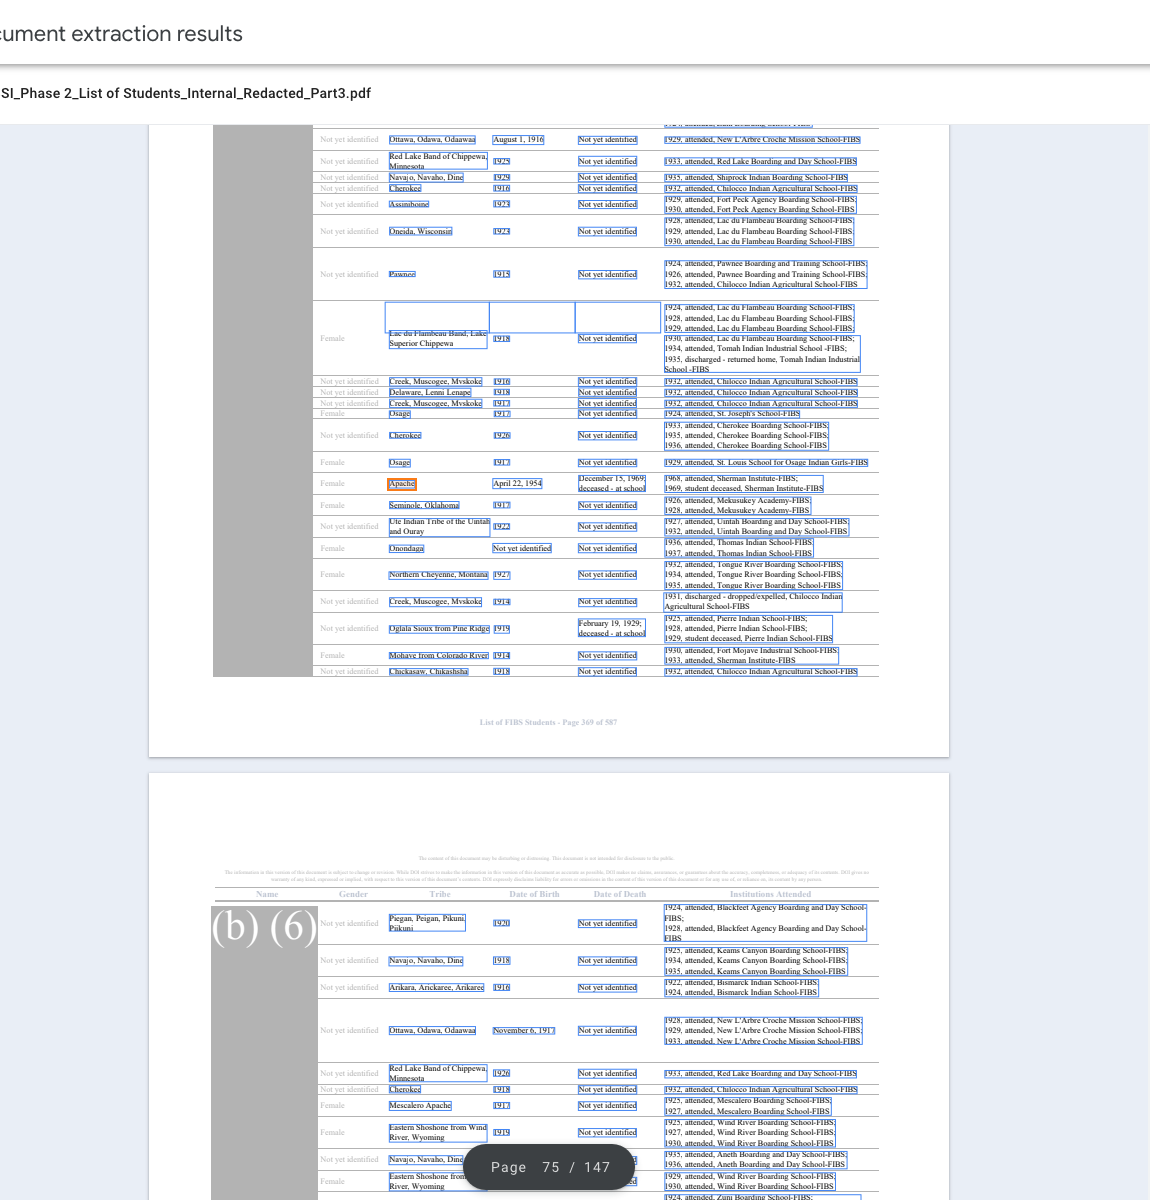 cument extraction results
SI_Phase 2_List of Students_Internal_Redacted_Part3.pdf
Not yet identified Ottawa, Odawa, Odaawaa August 1, 1916 Not yet identified 1929, attended, New L'Arbre Croche Mission School-FIBS
Not yet identified Red Lake Band of Chippewa, Minnesota 1925 Not yet identified 1933, attended, Red Lake Boarding and Day School-FIBS
Not yet identified Navajo, Navaho, Dine 1929 Not yet identified 1935, attended, Shiprock Indian Boarding School-FIBS
Not yet identified Cherokee 1916 Not yet identified 1932, attended, Chilocco Indian Agricultural School-FIBS
Not yet identified Assiniboine 1923 Not yet identified 1929, attended, Fort Peck Agency Boarding School-FIBS;
1930, attended, Fort Peck Agency Boarding School-FIBS
Not yet identified Oneida, Wisconsin 1923 Not yet identified 1928, attended, Lac du Flambeau Boarding School-FIBS;
1929, attended, Lac du Flambeau Boarding School-FIBS;
1930, attended, Lac du Flambeau Boarding School-FIBS
Not yet identified Pawnee 1915 Not yet identified 1924, attended, Pawnee Boarding and Training School-FIBS;
1926, attended, Pawnee Boarding and Training School-FIBS;
1932, attended, Chilocco Indian Agricultural School-FIBS
Female Lac du Flambeau Band, Lake Superior Chippewa 1918 Not yet identified 1924, attended, Lac du Flambeau Boarding School-FIBS;
1928, attended, Lac du Flambeau Boarding School-FIBS;
1929, attended, Lac du Flambeau Boarding School-FIBS;
1930, attended, Lac du Flambeau Boarding School-FIBS;
1934, attended, Tomah Indian Industrial School -FIBS;
1935, discharged - returned home, Tomah Indian Industrial
School -FIBS
Not yet identified Creek, Muscogee, Mvskoke 1916 Not yet identified 1932, attended, Chilocco Indian Agricultural School-FIBS
Not yet identified Delaware, Lenni Lenape 1918 Not yet identified 1932, attended, Chilocco Indian Agricultural School-FIBS
Not yet identified Creek, Muscogee, Mvskoke 1917 Not yet identified 1932, attended, Chilocco Indian Agricultural School-FIBS
Female Osage 1917 Not yet identified 1924, attended, St. Joseph's School-FIBS
Not yet identified Cherokee 1926 Not yet identified 1933, attended, Cherokee Boarding School-FIBS;
1935, attended, Cherokee Boarding School-FIBS;
1936, attended, Cherokee Boarding School-FIBS
Female Osage 1917 Not yet identified 1929, attended, St. Louis School for Osage Indian Girls-FIBS
Female Apache April 22, 1954 December 15, 1969; deceased - at school 1968, attended, Sherman Institute-FIBS;
1969, student deceased, Sherman Institute-FIBS
Female Seminole, Oklahoma 1917 Not yet identified 1926, attended, Mekusukey Academy-FIBS;
1928, attended, Mekusukey Academy-FIBS
Not yet identified Ute Indian Tribe of the Uintah and Ouray 1922 Not yet identified 1927, attended, Uintah Boarding and Day School-FIBS;
1932, attended, Uintah Boarding and Day School-FIBS
Female Onondaga Not yet identified Not yet identified 1936, attended, Thomas Indian School-FIBS;
1937, attended, Thomas Indian School-FIBS
Female Northern Cheyenne, Montana 1927 Not yet identified 1932, attended, Tongue River Boarding School-FIBS;
1934, attended, Tongue River Boarding School-FIBS;
1935, attended, Tongue River Boarding School-FIBS
Not yet identified Creek, Muscogee, Mvskoke 1914 Not yet identified 1931, discharged - dropped/expelled, Chilocco Indian
Agricultural School-FIBS
Not yet identified Oglala Sioux from Pine Ridge 1919 February 19, 1929; deceased - at school 1925, attended, Pierre Indian School-FIBS;
1928, attended, Pierre Indian School-FIBS;
1929, student deceased, Pierre Indian School-FIBS
Female Mohave from Colorado River 1914 Not yet identified 1930, attended, Fort Mojave Industrial School-FIBS;
1933, attended, Sherman Institute-FIBS
Not yet identified Chickasaw, Chikashsha 1918 Not yet identified 1932, attended, Chilocco Indian Agricultural School-FIBS
List of FIBS Students - Page 369 of 587
The content of this document may be disturbing or distressing. This document is not intended for disclosure to the public.
Name Gender Tribe Date of Birth Date of Death Institutions Attended
(b) (6)
Not yet identified Piegan, Peigan, Pikuni, Piikuni 1920 Not yet identified 1924, attended, Blackfeet Agency Boarding and Day School-
FIBS;
1928, attended, Blackfeet Agency Boarding and Day School-
FIBS
Not yet identified Navajo, Navaho, Dine 1918 Not yet identified 1925, attended, Keams Canyon Boarding School-FIBS;
1934, attended, Keams Canyon Boarding School-FIBS;
1935, attended, Keams Canyon Boarding School-FIBS
Not yet identified Arikara, Arickaree, Arikaree 1916 Not yet identified 1922, attended, Bismarck Indian School-FIBS;
1924, attended, Bismarck Indian School-FIBS
Not yet identified Ottawa, Odawa, Odaawaa November 6, 1917 Not yet identified 1928, attended, New L'Arbre Croche Mission School-FIBS;
1929, attended, New L'Arbre Croche Mission School-FIBS;
1933, attended, New L'Arbre Croche Mission School-FIBS
Not yet identified Red Lake Band of Chippewa, Minnesota 1926 Not yet identified 1933, attended, Red Lake Boarding and Day School-FIBS
Not yet identified Cherokee 1918 Not yet identified 1932, attended, Chilocco Indian Agricultural School-FIBS
Female Mescalero Apache 1917 Not yet identified 1925, attended, Mescalero Boarding School-FIBS;
1927, attended, Mescalero Boarding School-FIBS
Female Eastern Shoshone from Wind River, Wyoming 1919 Not yet identified 1925, attended, Wind River Boarding School-FIBS;
1927, attended, Wind River Boarding School-FIBS;
1930, attended, Wind River Boarding School-FIBS
Not yet identified Navajo, Navaho, Dine 1935, attended, Aneth Boarding and Day School-FIBS;
1936, attended, Aneth Boarding and Day School-FIBS
Female Eastern Shoshone from River, Wyoming 1929, attended, Wind River Boarding School-FIBS;
1930, attended, Wind River Boarding School-FIBS
1924, attended, Zuni Boarding School-FIBS;
Page 75 / 147